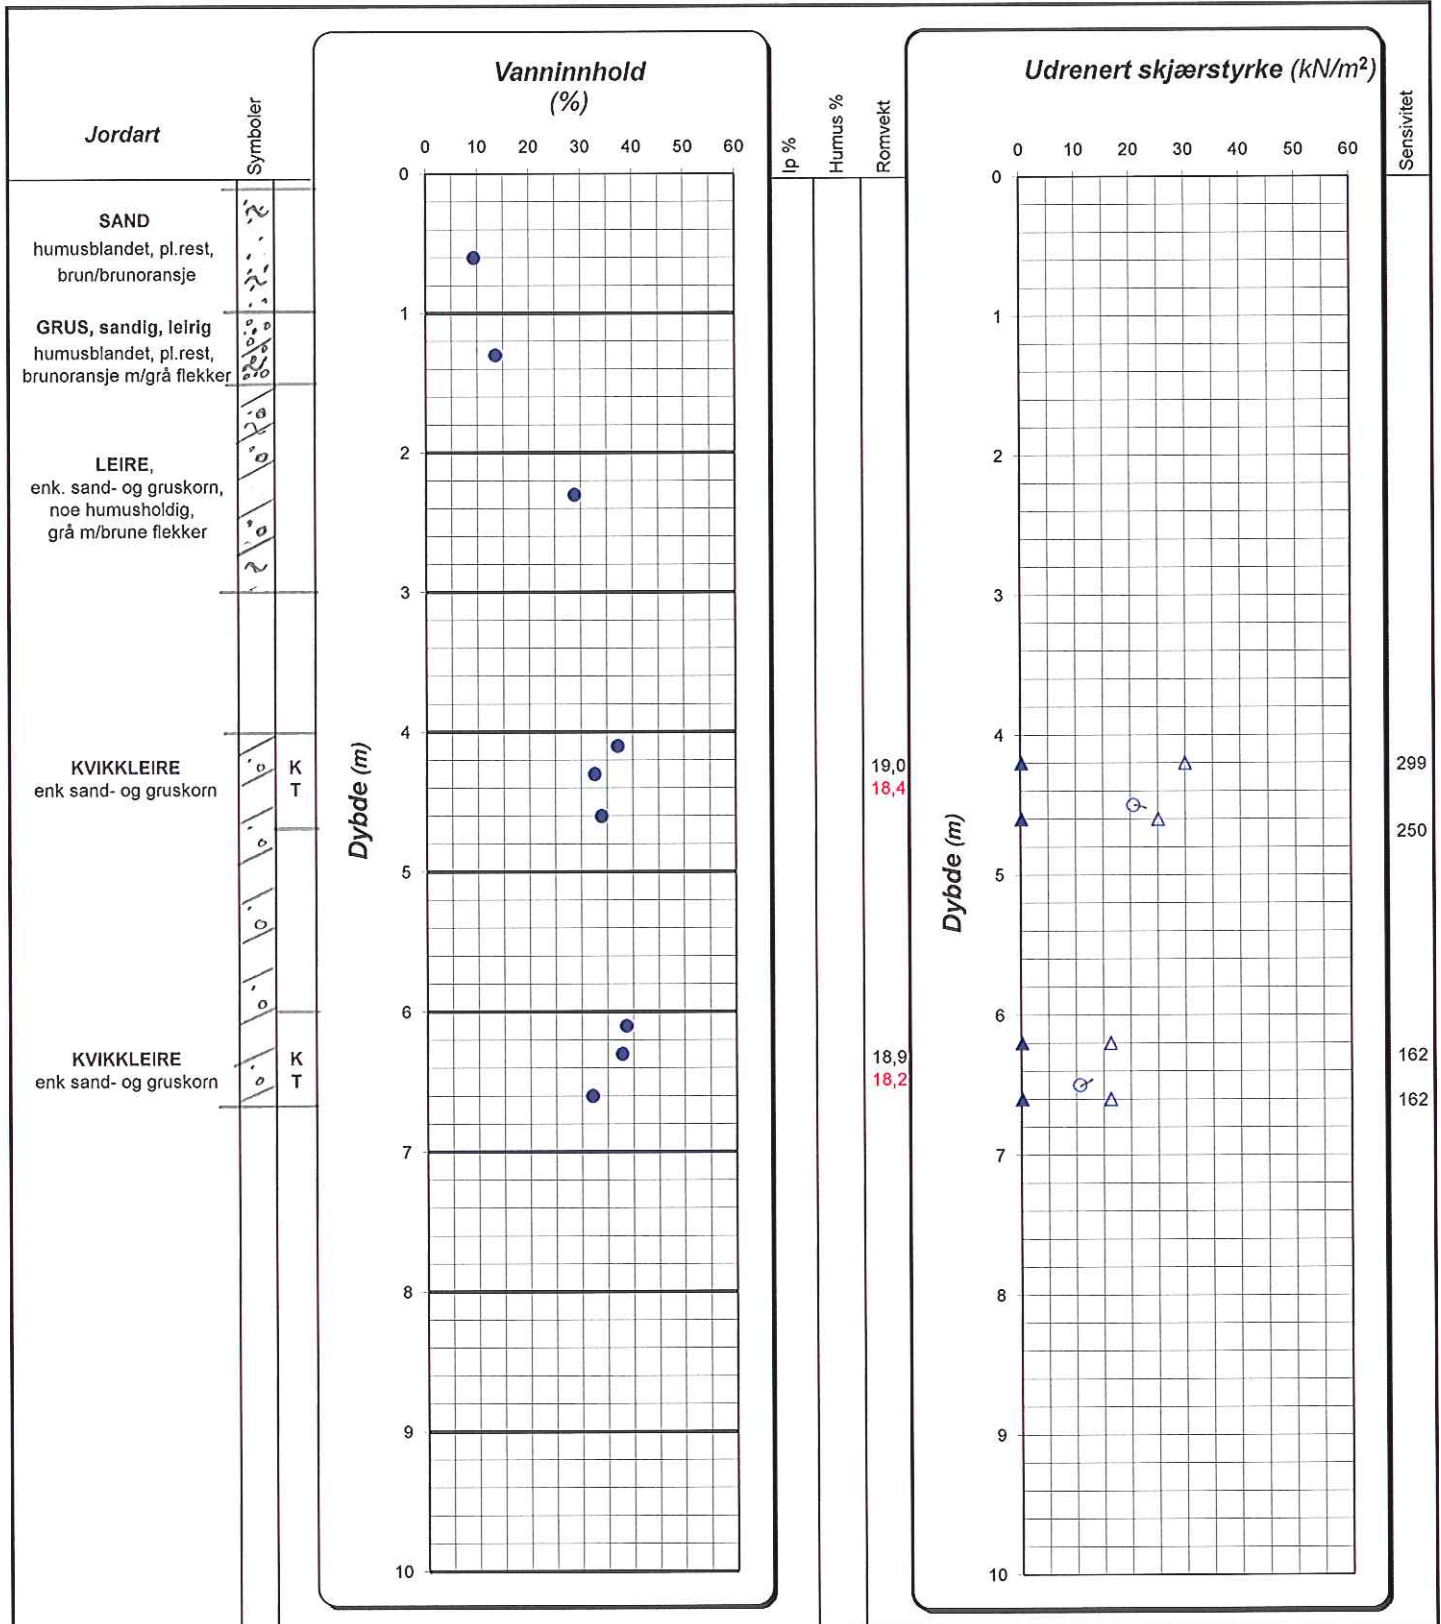 Jordart
Symboler
Vanninnhold
(%)
0 10 20 30 40 50 60
Ip %
Humus %
Romvekt
Udrenert skjærstyrke (kN/m²)
0 10 20 30 40 50 60
Sensivitet
SAND
humusblandet, pl.rest,
brun/brunoransje
GRUS, sandig, leirig
humusblandet, pl.rest,
brunoransje m/grå flekker
LEIRE,
enk. sand- og gruskorn,
noe humusholdig,
grå m/brune flekker
KVIKKLEIRE
enk sand- og gruskorn
K
T
KVIKKLEIRE
enk sand- og gruskorn
K
T
Dybde (m)
0
1
2
3
4
5
6
7
8
9
10
19,0
18,4
18,9
18,2
Dybde (m)
0
1
2
3
4
5
6
7
8
9
10
299
250
162
162